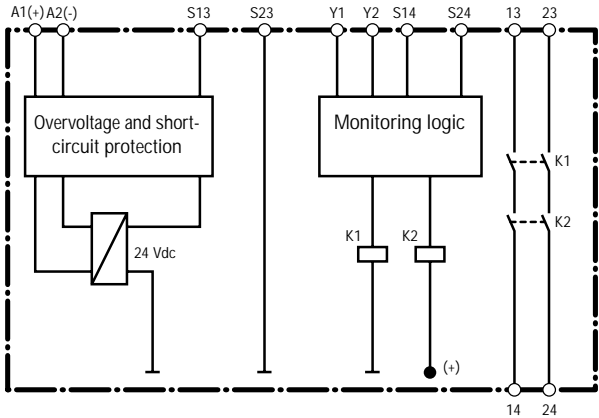 A1(+) A2(-) S13 S23 Y1 Y2 S14 S24 13 23
Overvoltage and short-
circuit protection
Monitoring logic
K1
K2
24 Vdc
K1 K2
(+)
14 24